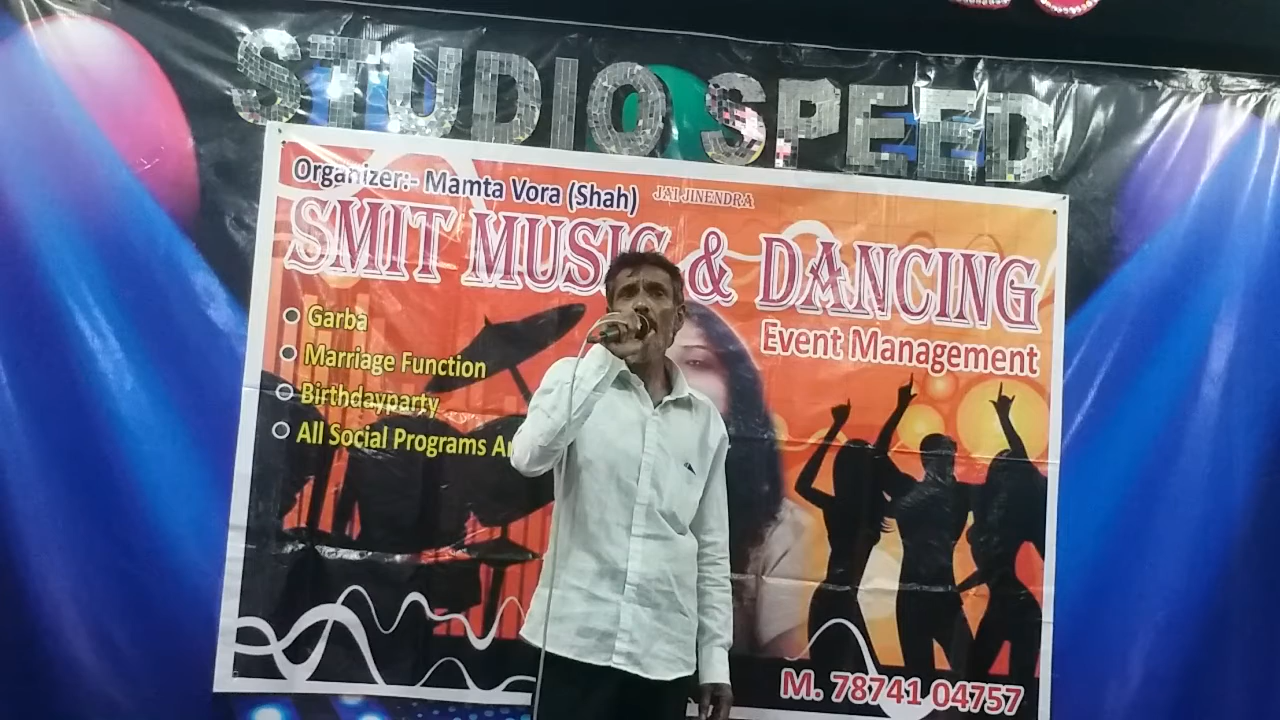 STUDIO SPEED
Organizer:- Mamta Vora (Shah)
JAI JINENDRA
SMIT MUSIC & DANCING
Event Management
Garba
Marriage Function
Birthdayparty
All Social Programs
M. 78741 04757